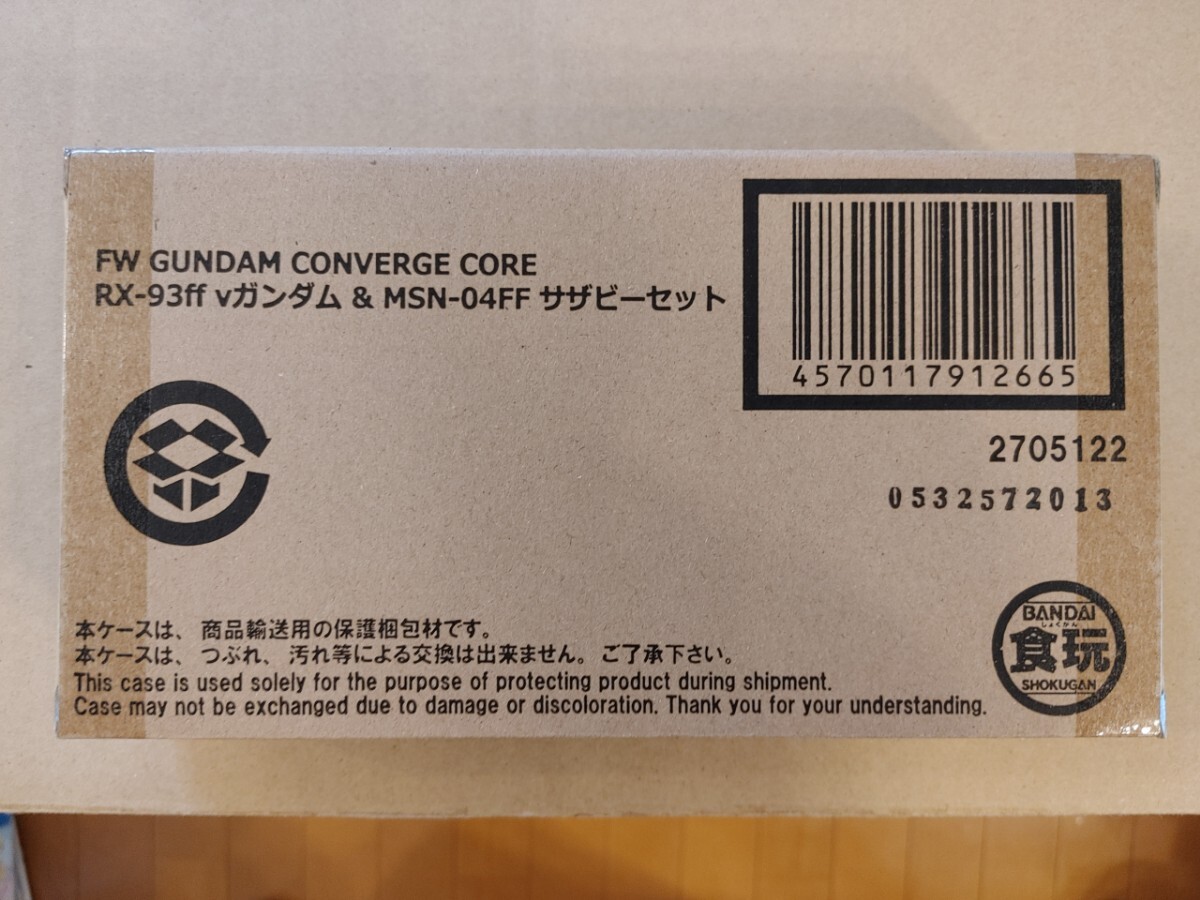 FW GUNDAM CONVERGE CORE
RX-93ff νガンダム & MSN-04FF サザビーセット
4570117912665
2705122
0532572013
本ケースは、商品輸送用の保護梱包材です。
本ケースは、つぶれ、汚れ等による交換は出来ません。ご了承下さい。
This case is used solely for the purpose of protecting product during shipment.
Case may not be exchanged due to damage or discoloration. Thank you for your understanding.
BANDAI
しょくがん
食玩
SHOKUGAN